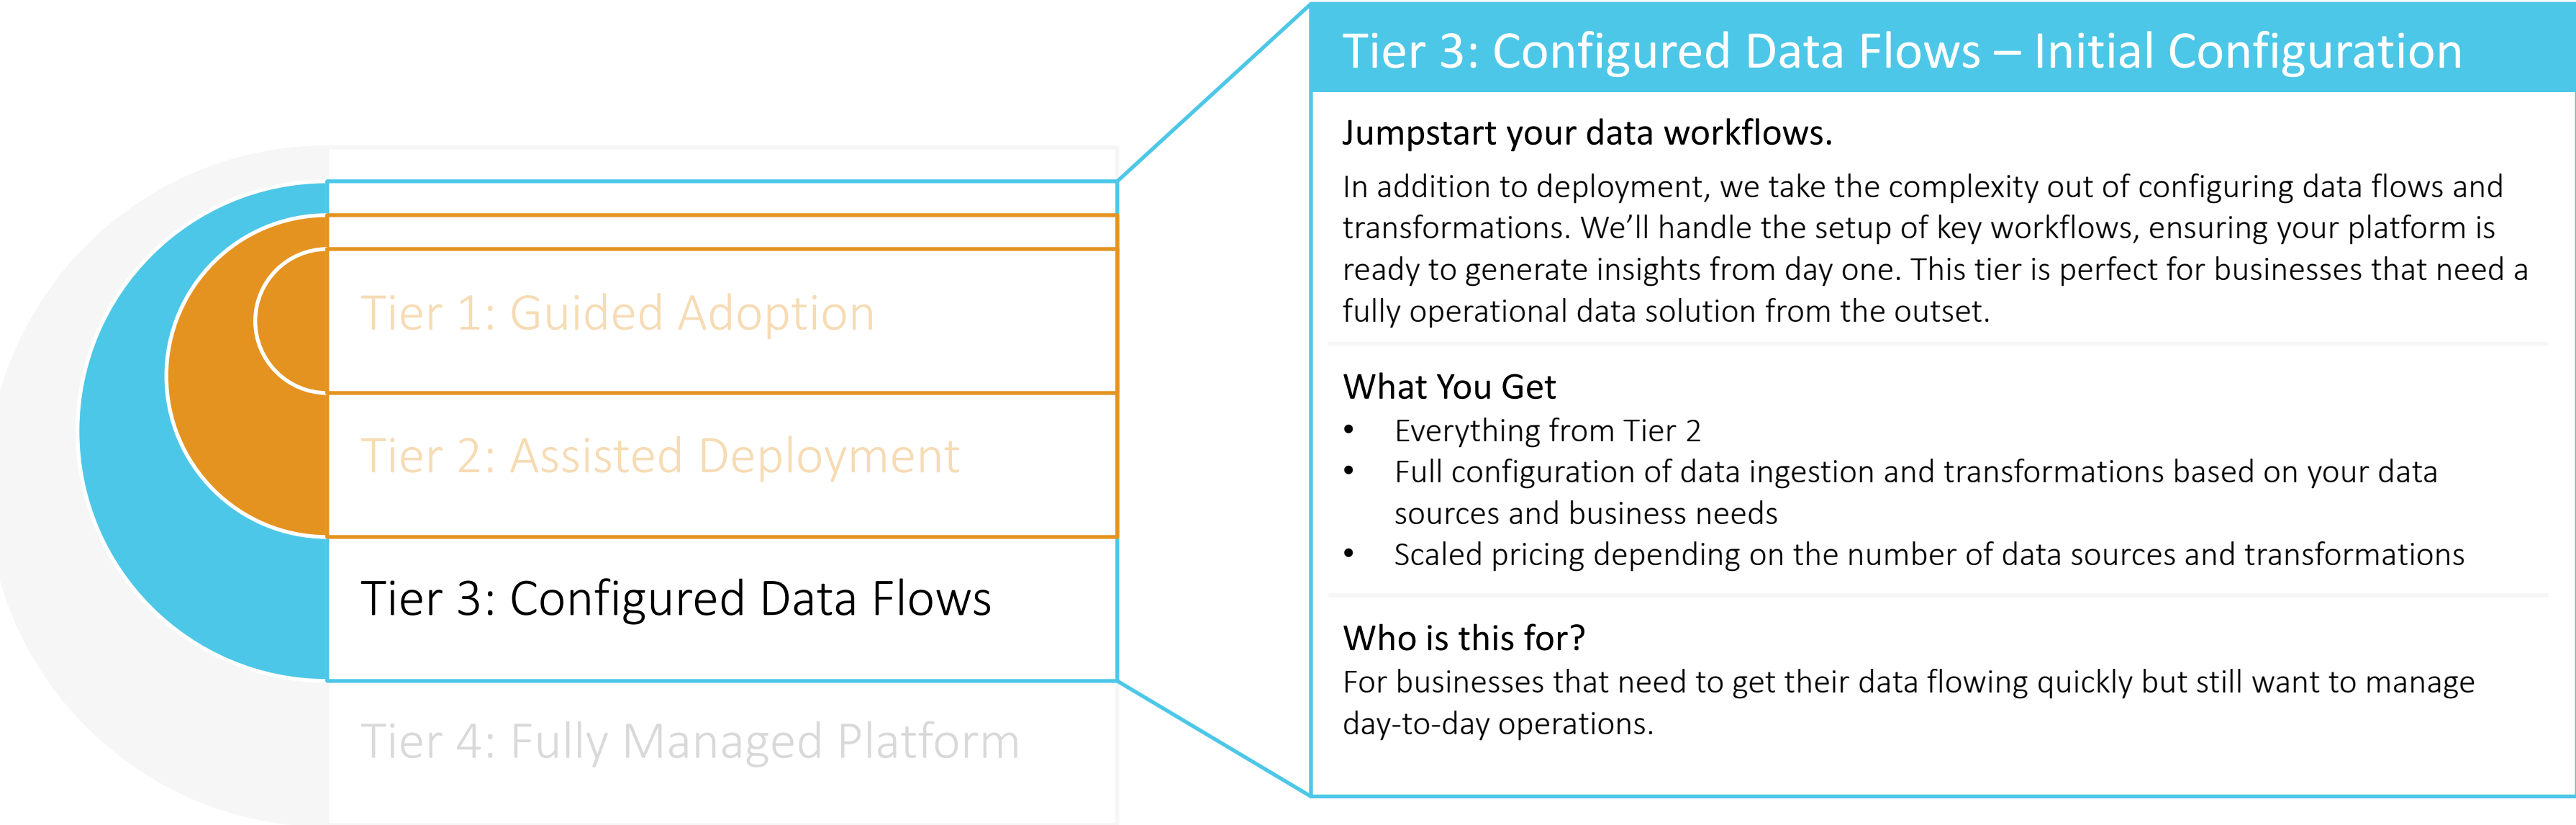 Tier 1: Guided Adoption
Tier 2: Assisted Deployment
Tier 3: Configured Data Flows
Tier 4: Fully Managed Platform
Tier 3: Configured Data Flows – Initial Configuration
Jumpstart your data workflows.
In addition to deployment, we take the complexity out of configuring data flows and
transformations. We’ll handle the setup of key workflows, ensuring your platform is
ready to generate insights from day one. This tier is perfect for businesses that need a
fully operational data solution from the outset.
What You Get
• Everything from Tier 2
• Full configuration of data ingestion and transformations based on your data
sources and business needs
• Scaled pricing depending on the number of data sources and transformations
Who is this for?
For businesses that need to get their data flowing quickly but still want to manage
day-to-day operations.